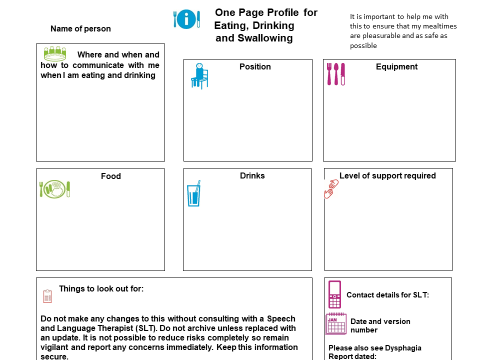 Name of person
One Page Profile for
Eating, Drinking
and Swallowing
It is important to help me with
this to ensure that my mealtimes
are pleasurable and as safe as
possible
Where and when and
how to communicate with me
when I am eating and drinking
Position
Equipment
Food
Drinks
Level of support required
Things to look out for:
Do not make any changes to this without consulting with a Speech
and Language Therapist (SLT). Do not archive unless replaced with
an update. It is not possible to reduce risks completely so remain
vigilant and report any concerns immediately. Keep this information
secure.
Contact details for SLT:
JAN
Date and version
number
Please also see Dysphagia
Report dated: